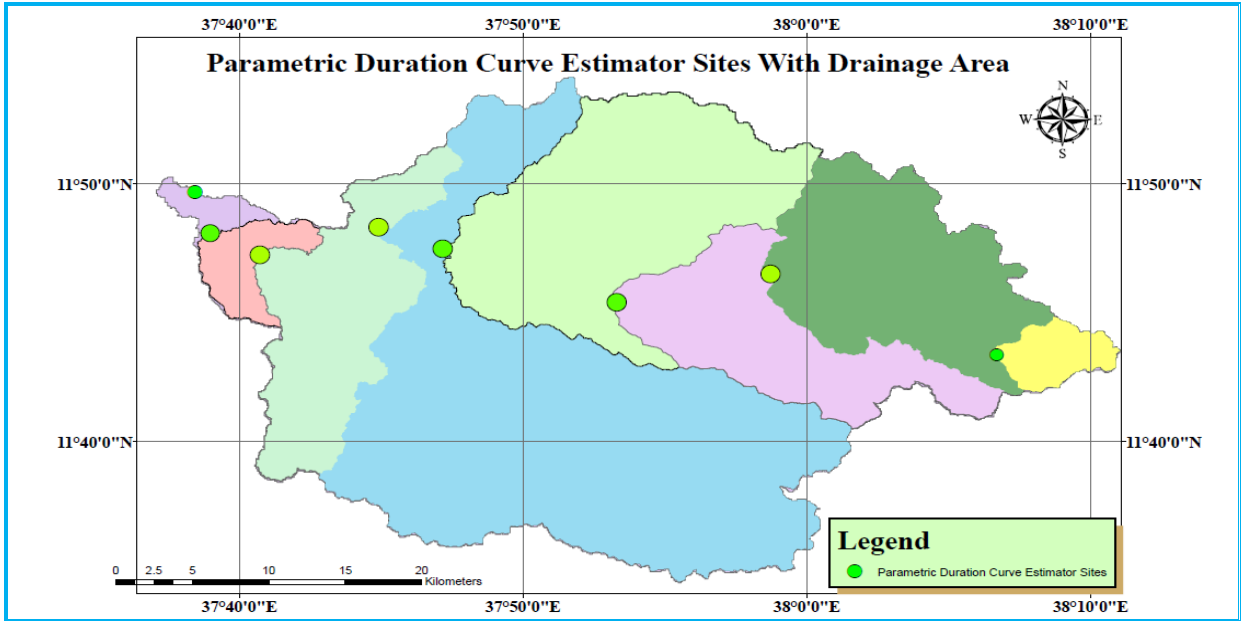 37°40'0"E 37°50'0"E 38°0'0"E 38°10'0"E
Parametric Duration Curve Estimator Sites With Drainage Area
N
W E
S
11°50'0"N 11°50'0"N
11°40'0"N 11°40'0"N
Legend
Parametric Duration Curve Estimator Sites
0 2.5 5 10 15 20
Kilometers
37°40'0"E 37°50'0"E 38°0'0"E 38°10'0"E